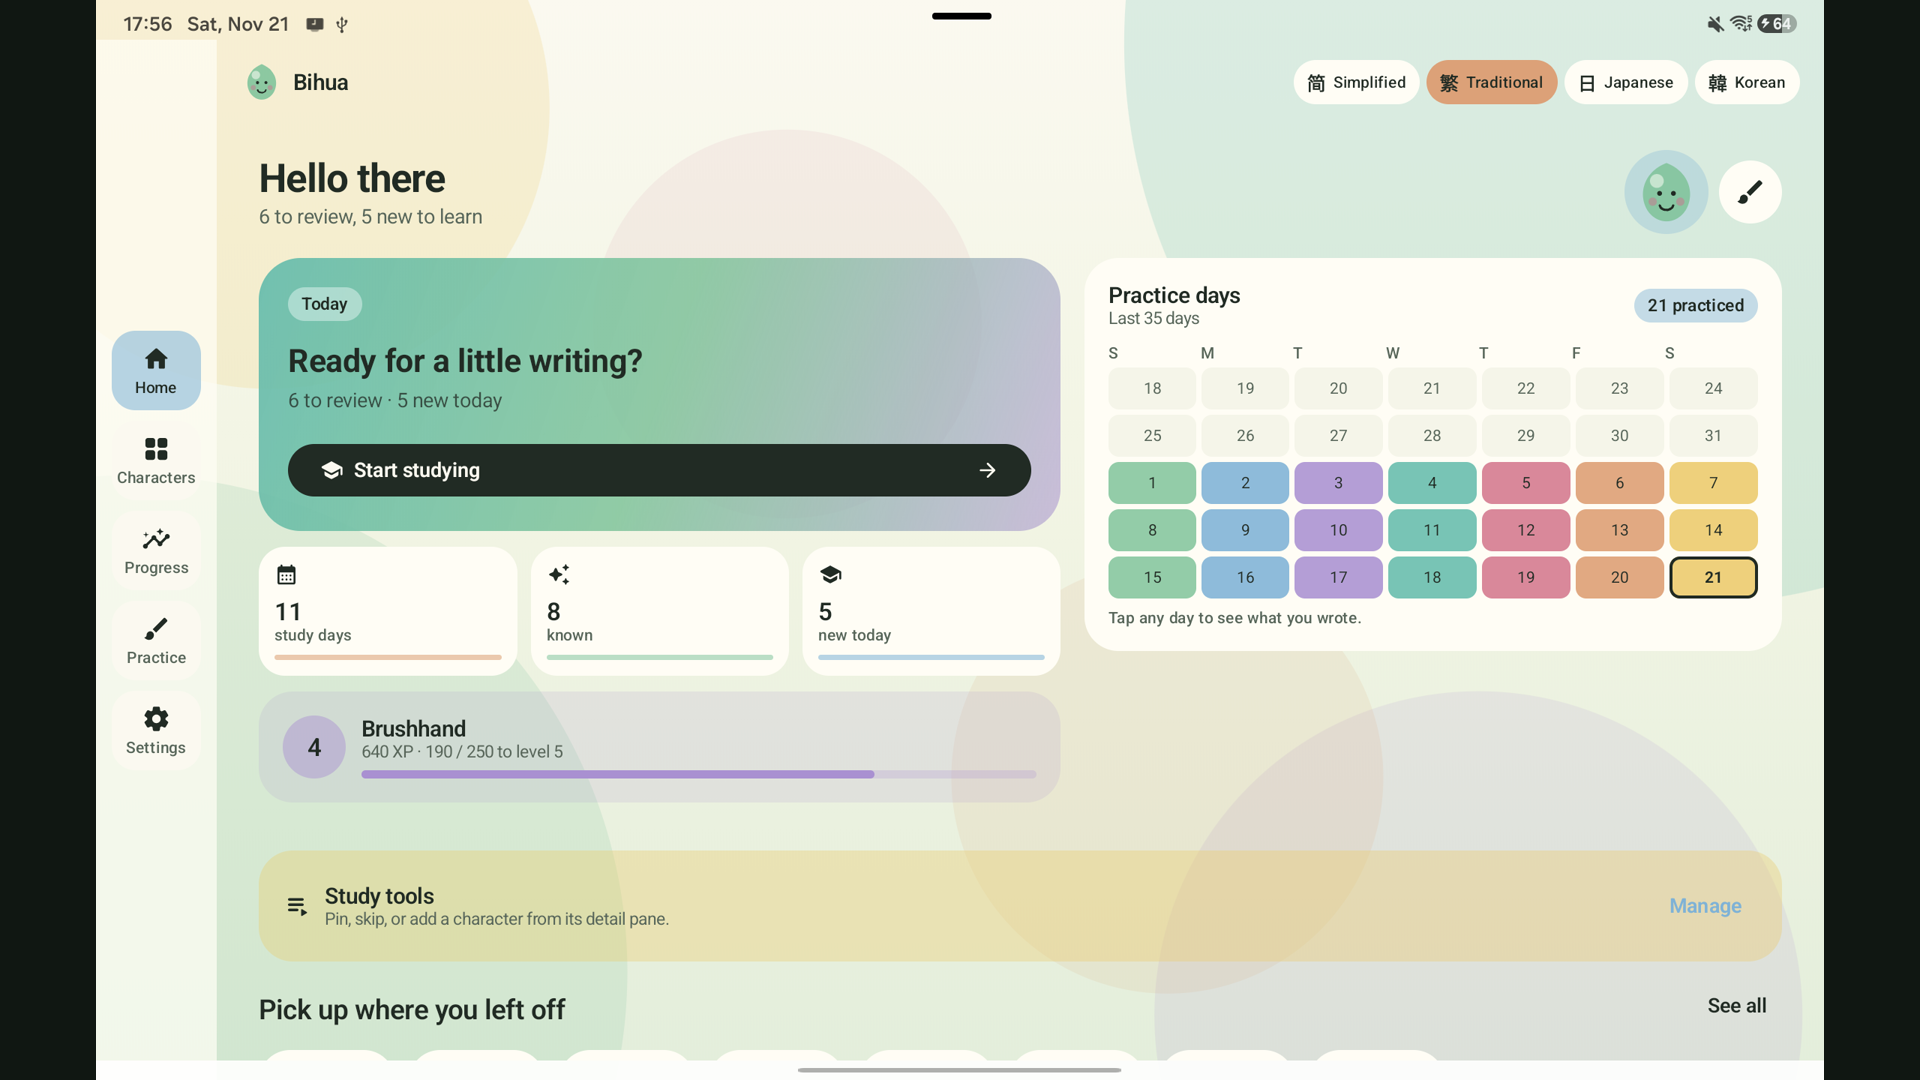 17:56 Sat, Nov 21
64
Bihua
简 Simplified
繁 Traditional
日 Japanese
韓 Korean
Hello there
6 to review, 5 new to learn
Today
Ready for a little writing?
6 to review · 5 new today
Start studying
Practice days
Last 35 days
21 practiced
S M T W T F S
18 19 20 21 22 23 24
25 26 27 28 29 30 31
1 2 3 4 5 6 7
8 9 10 11 12 13 14
15 16 17 18 19 20 21
Tap any day to see what you wrote.
Home
Characters
Progress
Practice
Settings
11
study days
8
known
5
new today
4
Brushhand
640 XP · 190 / 250 to level 5
Study tools
Pin, skip, or add a character from its detail pane.
Manage
Pick up where you left off
See all